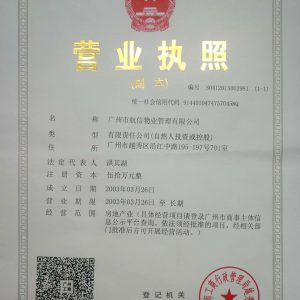 营业执照
(副本)
编号 S0412015002981 (1-1)
统一社会信用代码 91440104747570458Q
名称 广州市航信物业管理有限公司
类型 有限责任公司(自然人投资或控股)
住所 广州市越秀区沿江中路195-197号701室
法定代表人 洪其湖
注册资本 伍拾万元整
成立日期 2003年03月26日
营业期限 2003年03月26日 至 长期
经营范围 房地产业(具体经营项目请登录广州市商事主体信
息公示平台查询。依法须经批准的项目,经相关部
门批准后方可开展经营活动。)
登记机关